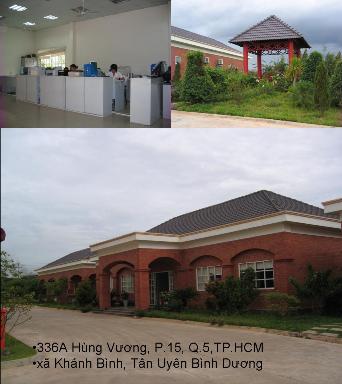 •336A Hùng Vương, P.15, Q.5,TP.HCM
•xã Khánh Bình, Tân Uyên Bình Dương